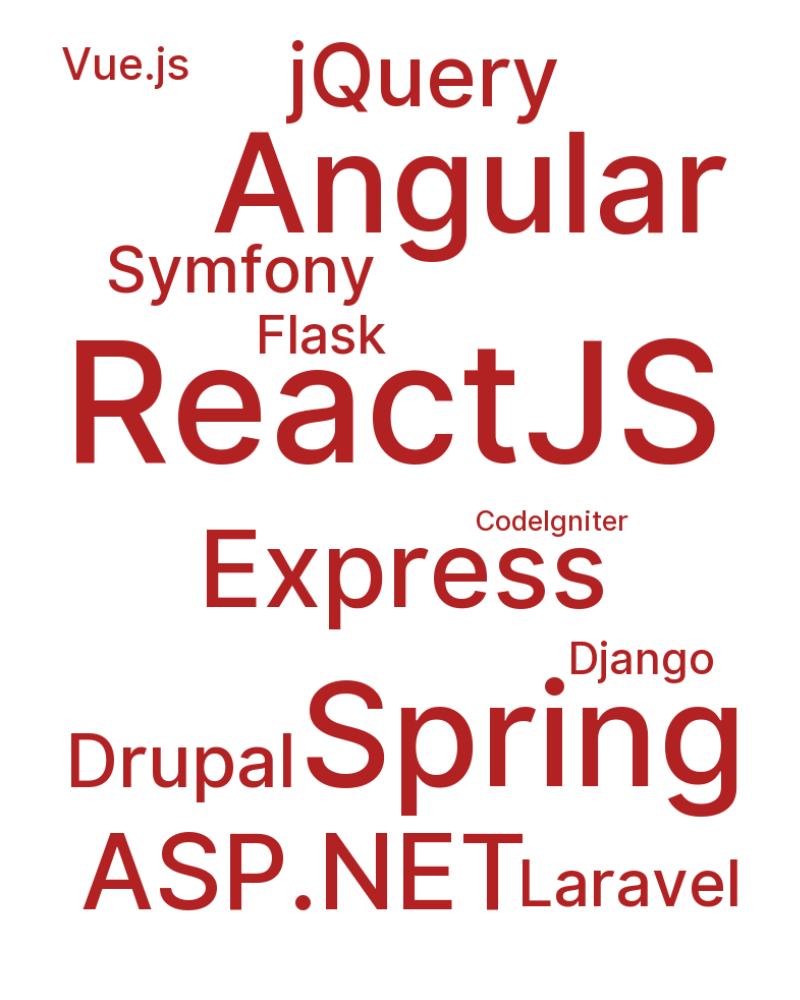 Vue.js
jQuery
Angular
Symfony
Flask
ReactJS
CodeIgniter
Express
Django
Spring
Drupal
ASP.NET
Laravel